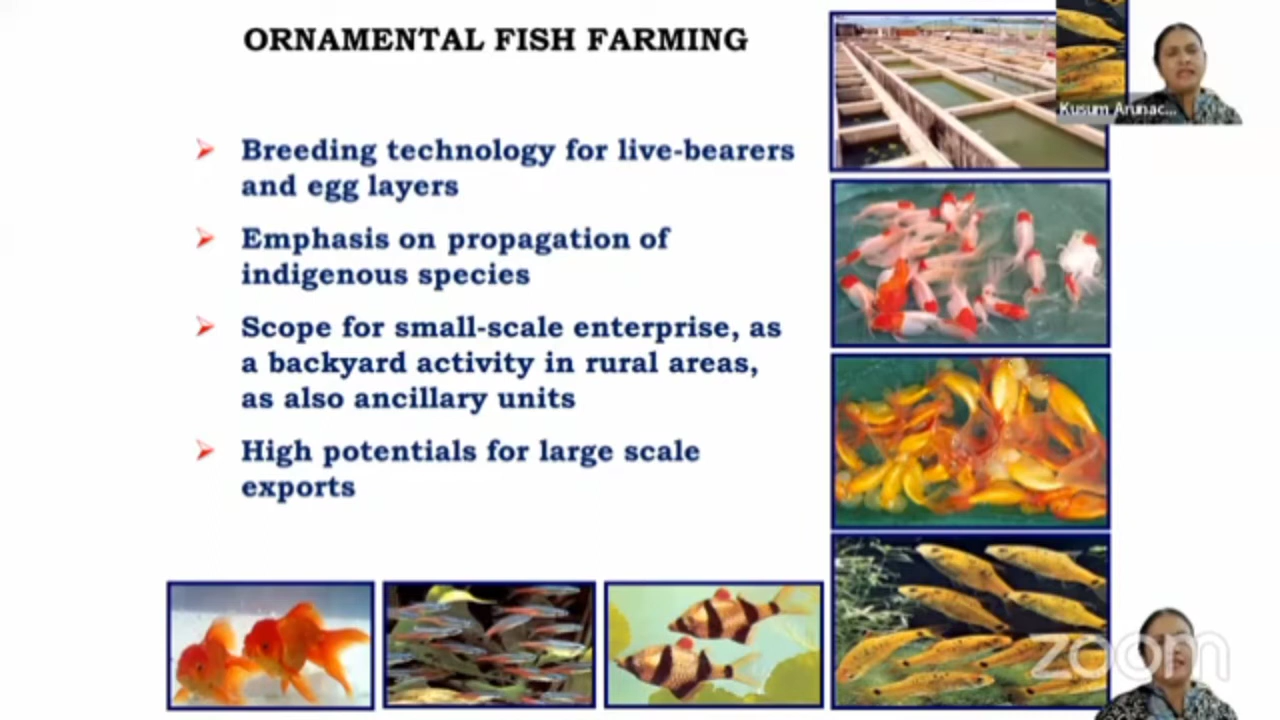 ORNAMENTAL FISH FARMING
Kusum Arunac...
Breeding technology for live-bearers
and egg layers
Emphasis on propagation of
indigenous species
Scope for small-scale enterprise, as
a backyard activity in rural areas,
as also ancillary units
High potentials for large scale
exports
zoom